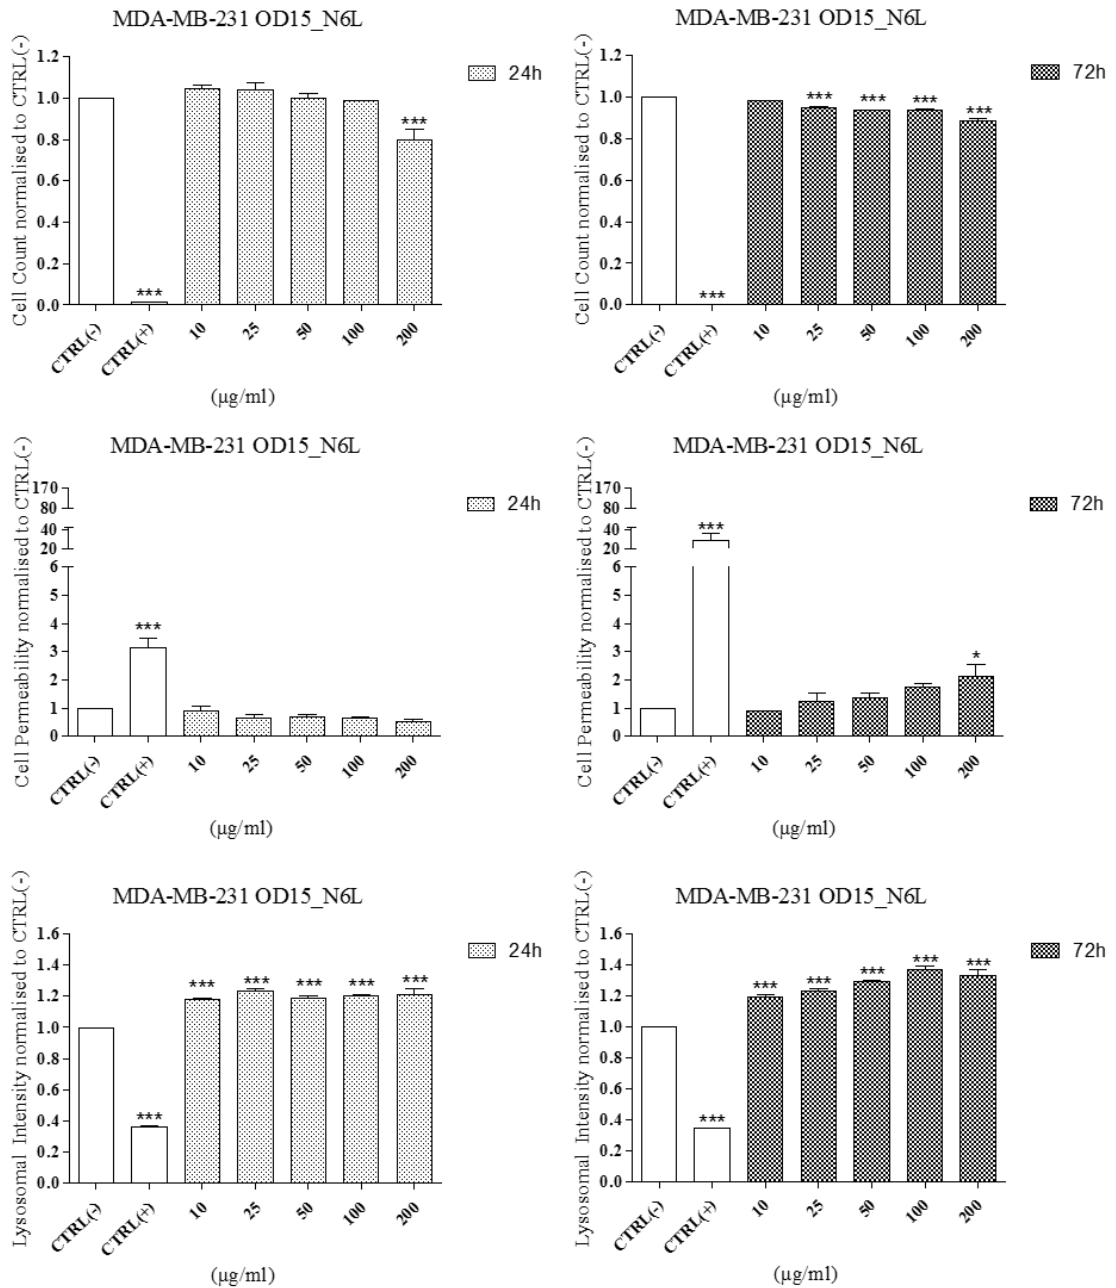 MDA-MB-231 OD15_N6L
Cell Count normalised to CTRL(-)
1.2
1.0
0.8
0.6
0.4
0.2
0.0
***
***
24h
CTRL(-) CTRL(+) 10 25 50 100 200
(µg/ml)
MDA-MB-231 OD15_N6L
Cell Count normalised to CTRL(-)
1.2
1.0
0.8
0.6
0.4
0.2
0.0
*** *** *** *** ***
72h
CTRL(-) CTRL(+) 10 25 50 100 200
(µg/ml)
MDA-MB-231 OD15_N6L
Cell Permeability normalised to CTRL(-)
170
80
40
20
6
5
4
3
2
1
0
***
24h
CTRL(-) CTRL(+) 10 25 50 100 200
(µg/ml)
MDA-MB-231 OD15_N6L
Cell Permeability normalised to CTRL(-)
170
80
40
20
6
5
4
3
2
1
0
***
*
72h
CTRL(-) CTRL(+) 10 25 50 100 200
(µg/ml)
MDA-MB-231 OD15_N6L
Lysosomal Intensity normalised to CTRL(-)
1.6
1.4
1.2
1.0
0.8
0.6
0.4
0.2
0.0
*** *** *** *** *** ***
24h
CTRL(-) CTRL(+) 10 25 50 100 200
(µg/ml)
MDA-MB-231 OD15_N6L
Lysosomal Intensity normalised to CTRL(-)
1.6
1.4
1.2
1.0
0.8
0.6
0.4
0.2
0.0
*** *** *** *** *** ***
72h
CTRL(-) CTRL(+) 10 25 50 100 200
(µg/ml)